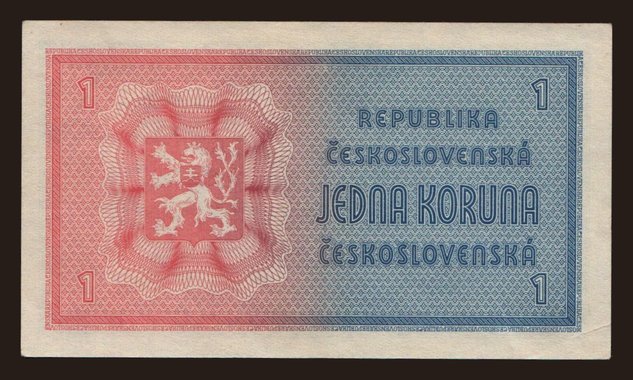 1 1
REPUBLIKA
ČESKOSLOVENSKÁ
JEDNA KORUNA
ČESKOSLOVENSKÁ
1 1